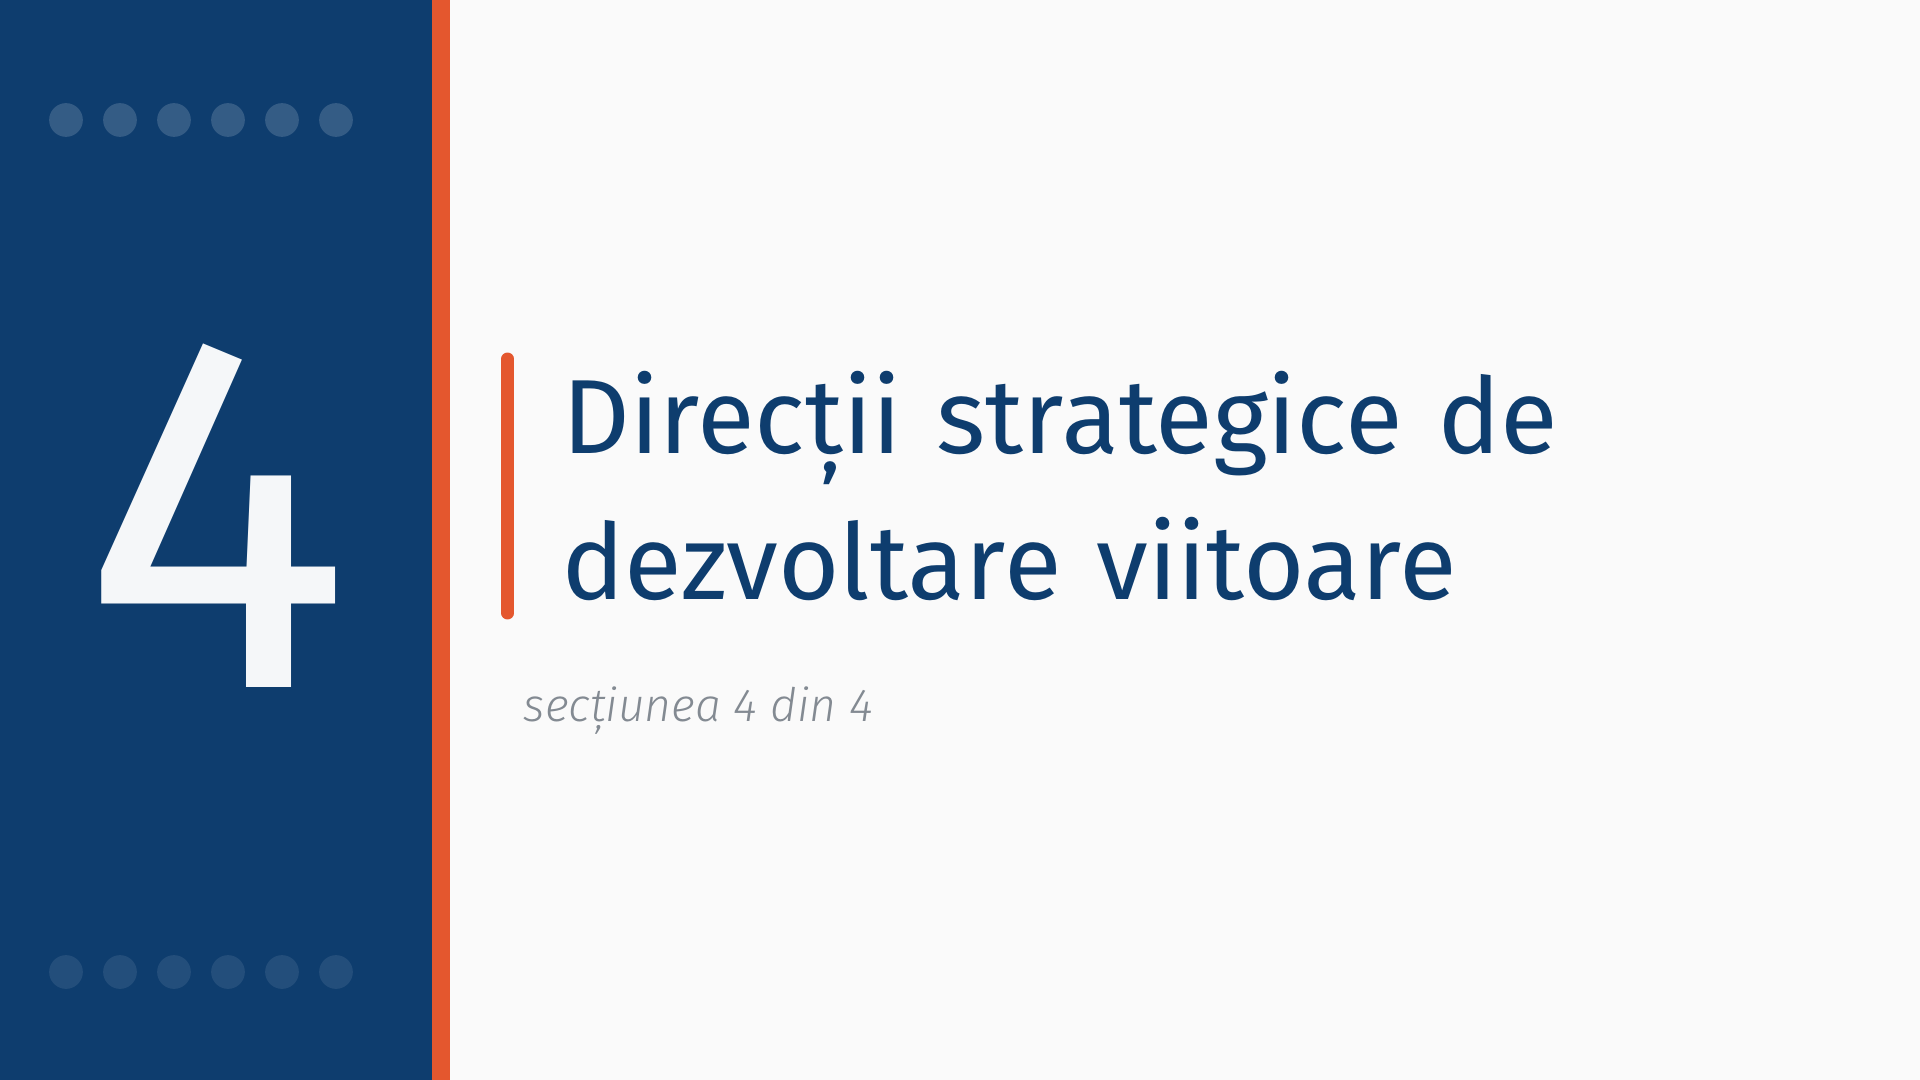 4
Direcții strategice de
dezvoltare viitoare
secțiunea 4 din 4